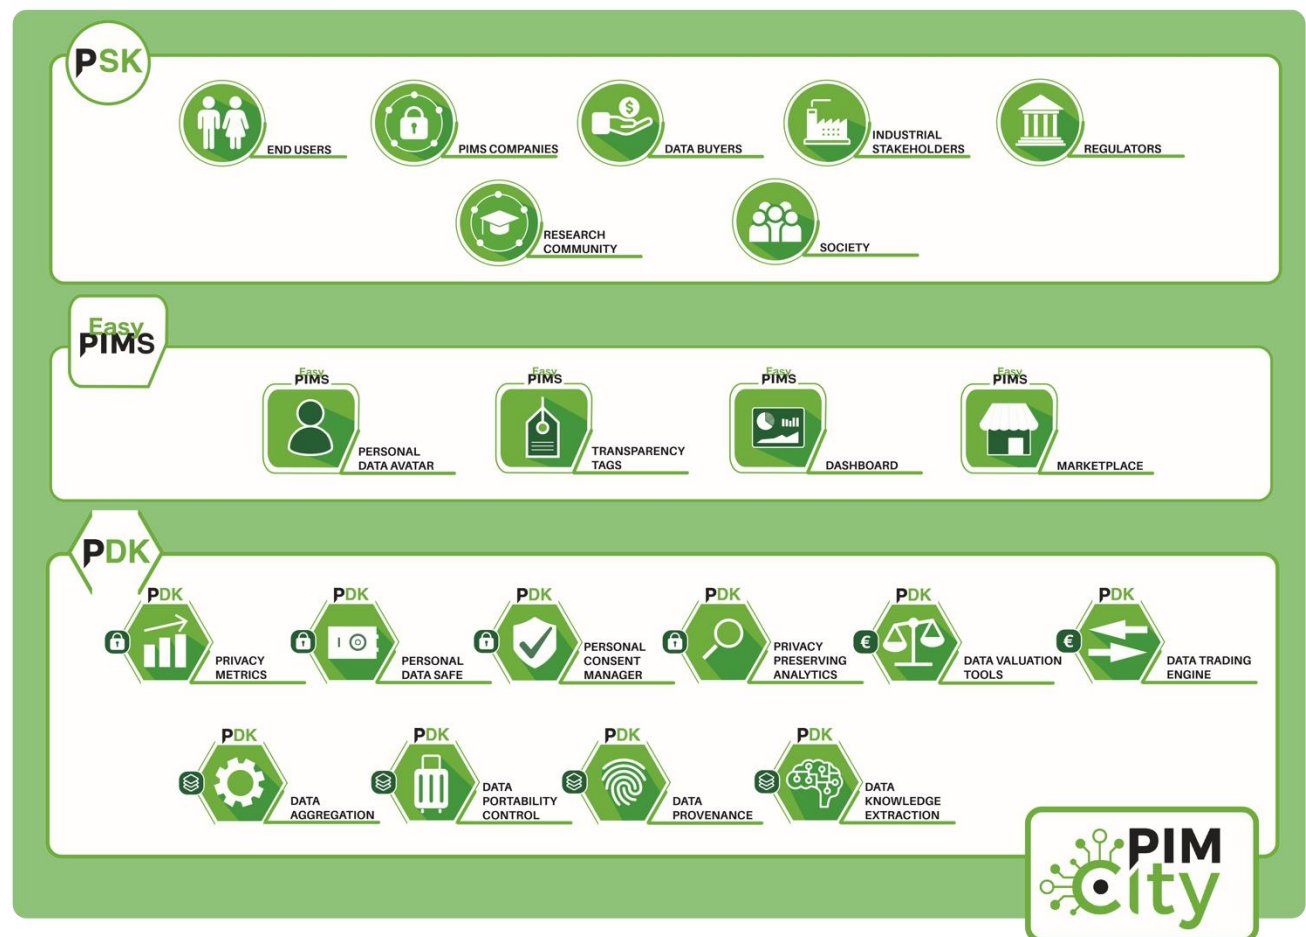 PSK
END USERS
PIMS COMPANIES
DATA BUYERS
INDUSTRIAL
STAKEHOLDERS
REGULATORS
RESEARCH
COMMUNITY
SOCIETY
Easy
PIMS
Easy
PIMS
PERSONAL
DATA AVATAR
Easy
PIMS
TRANSPARENCY
TAGS
Easy
PIMS
DASHBOARD
Easy
PIMS
MARKETPLACE
PDK
PDK
PRIVACY
METRICS
PDK
PERSONAL
DATA SAFE
PDK
PERSONAL
CONSENT
MANAGER
PDK
PRIVACY
PRESERVING
ANALYTICS
PDK
€
DATA VALUATION
TOOLS
PDK
€
DATA TRADING
ENGINE
PDK
DATA
AGGREGATION
PDK
DATA
PORTABILITY
CONTROL
PDK
DATA
PROVENANCE
PDK
DATA
KNOWLEDGE
EXTRACTION
PIM
City